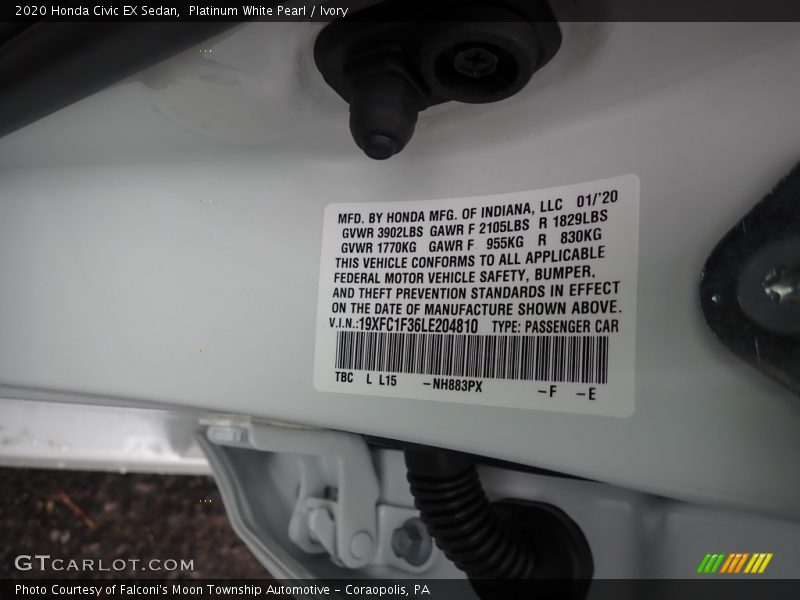 2020 Honda Civic EX Sedan, Platinum White Pearl / Ivory
MFD. BY HONDA MFG. OF INDIANA, LLC 01/'20
GVWR 3902LBS GAWR F 2105LBS R 1829LBS
GVWR 1770KG GAWR F 955KG R 830KG
THIS VEHICLE CONFORMS TO ALL APPLICABLE
FEDERAL MOTOR VEHICLE SAFETY, BUMPER,
AND THEFT PREVENTION STANDARDS IN EFFECT
ON THE DATE OF MANUFACTURE SHOWN ABOVE.
V.I.N.:19XFC1F36LE204810 TYPE: PASSENGER CAR
TBC L L15 –NH883PX –F –E
GTCARLOT.COM
Photo Courtesy of Falconi's Moon Township Automotive – Coraopolis, PA